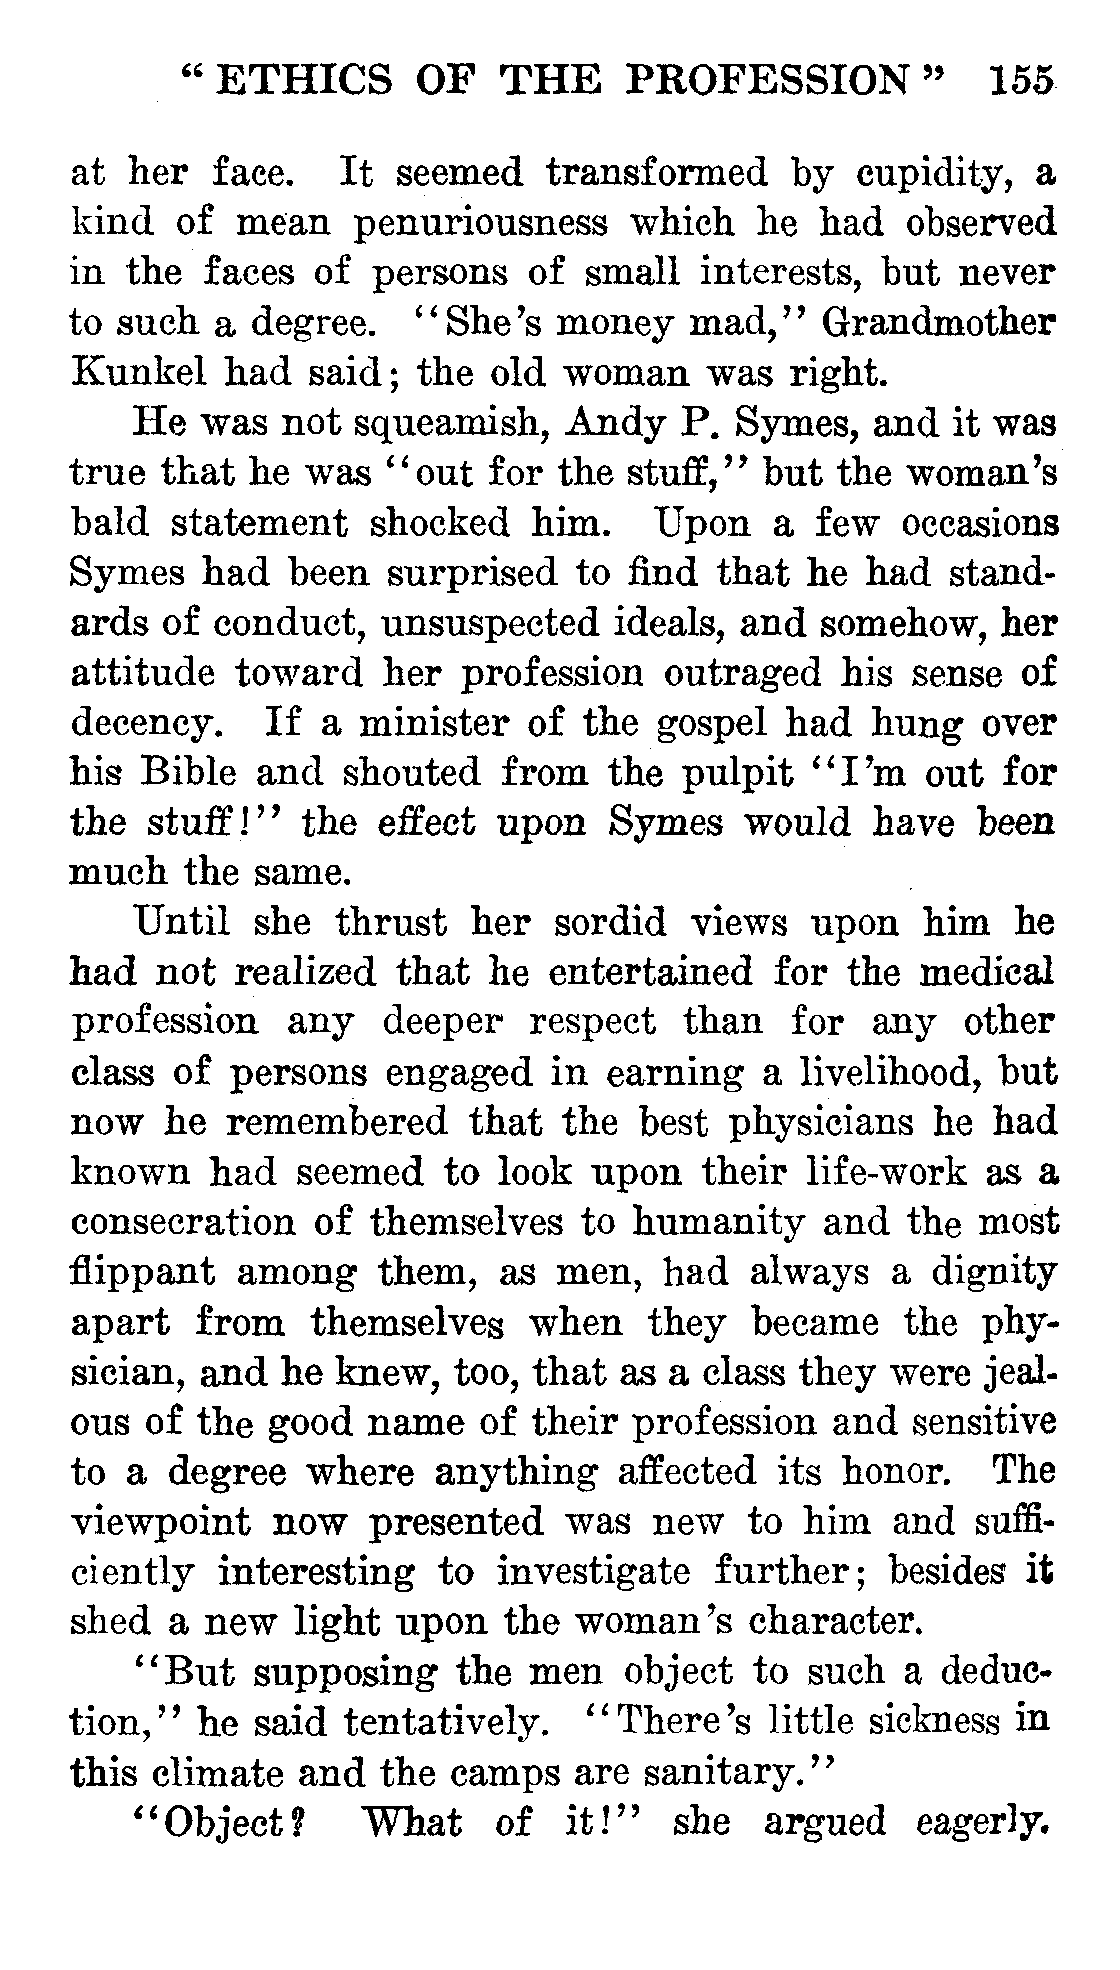 “ ETHICS OF THE PROFESSION ” 155
at her face. It seemed transformed by cupidity, a
kind of mean penuriousness which he had observed
in the faces of persons of small interests, but never
to such a degree. “She’s money mad,” Grandmother
Kunkel had said; the old woman was right.
He was not squeamish, Andy P. Symes, and it was
true that he was “out for the stuff,” but the woman’s
bald statement shocked him. Upon a few occasions
Symes had been surprised to find that he had stand-
ards of conduct, unsuspected ideals, and somehow, her
attitude toward her profession outraged his sense of
decency. If a minister of the gospel had hung over
his Bible and shouted from the pulpit “I’m out for
the stuff!” the effect upon Symes would have been
much the same.
Until she thrust her sordid views upon him he
had not realized that he entertained for the medical
profession any deeper respect than for any other
class of persons engaged in earning a livelihood, but
now he remembered that the best physicians he had
known had seemed to look upon their life-work as a
consecration of themselves to humanity and the most
flippant among them, as men, had always a dignity
apart from themselves when they became the phy-
sician, and he knew, too, that as a class they were jeal-
ous of the good name of their profession and sensitive
to a degree where anything affected its honor. The
viewpoint now presented was new to him and suffi-
ciently interesting to investigate further; besides it
shed a new light upon the woman’s character.
“But supposing the men object to such a deduc-
tion,” he said tentatively. “There’s little sickness in
this climate and the camps are sanitary.”
“Object? What of it!” she argued eagerly.